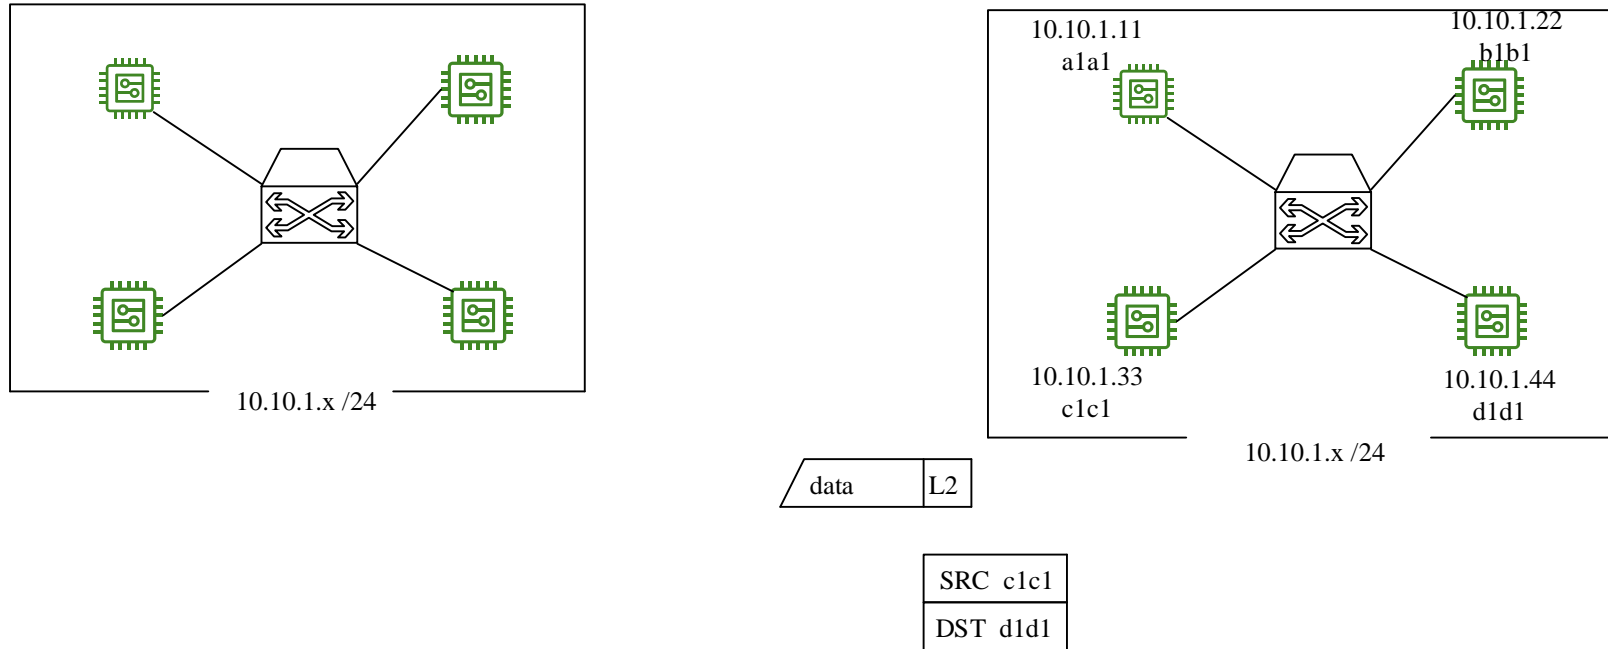 10.10.1.x /24
10.10.1.11
a1a1
10.10.1.22
b1b1
10.10.1.33
c1c1
10.10.1.44
d1d1
10.10.1.x /24
data
L2
SRC c1c1
DST d1d1